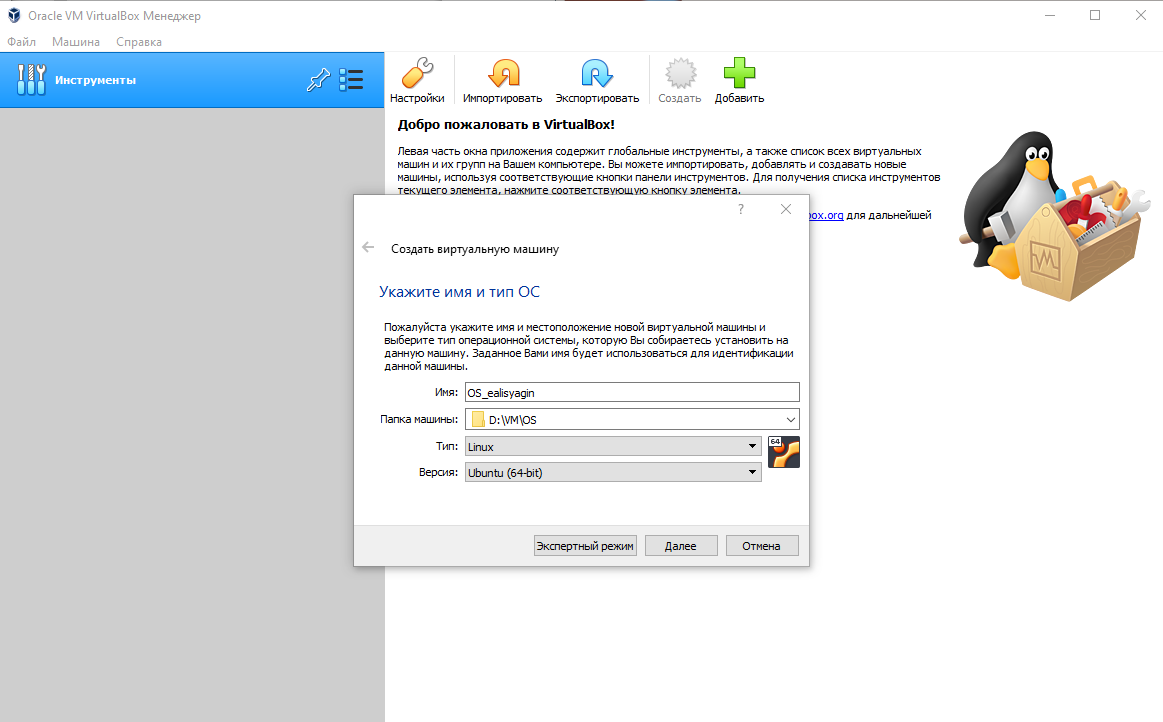 Oracle VM VirtualBox Менеджер
Файл Машина Справка
Инструменты
Настройки Импортировать Экспортировать Создать Добавить
Добро пожаловать в VirtualBox!
Левая часть окна приложения содержит глобальные инструменты, а также список всех виртуальных
машин и их групп на Вашем компьютере. Вы можете импортировать, добавлять и создавать новые
машины, используя соответствующие кнопки панели инструментов. Для получения списка инструментов
текущего элемента, нажмите соответствующую кнопку элемента.
box.org для дальнейшей
?
Создать виртуальную машину
Укажите имя и тип ОС
Пожалуйста укажите имя и местоположение новой виртуальной машины и
выберите тип операционной системы, которую Вы собираетесь установить на
данную машину. Заданное Вами имя будет использоваться для идентификации
данной машины.
Имя: OS_ealisyagin
Папка машины: D:\VM\OS
Тип: Linux
64
Версия: Ubuntu (64-bit)
Экспертный режим Далее Отмена